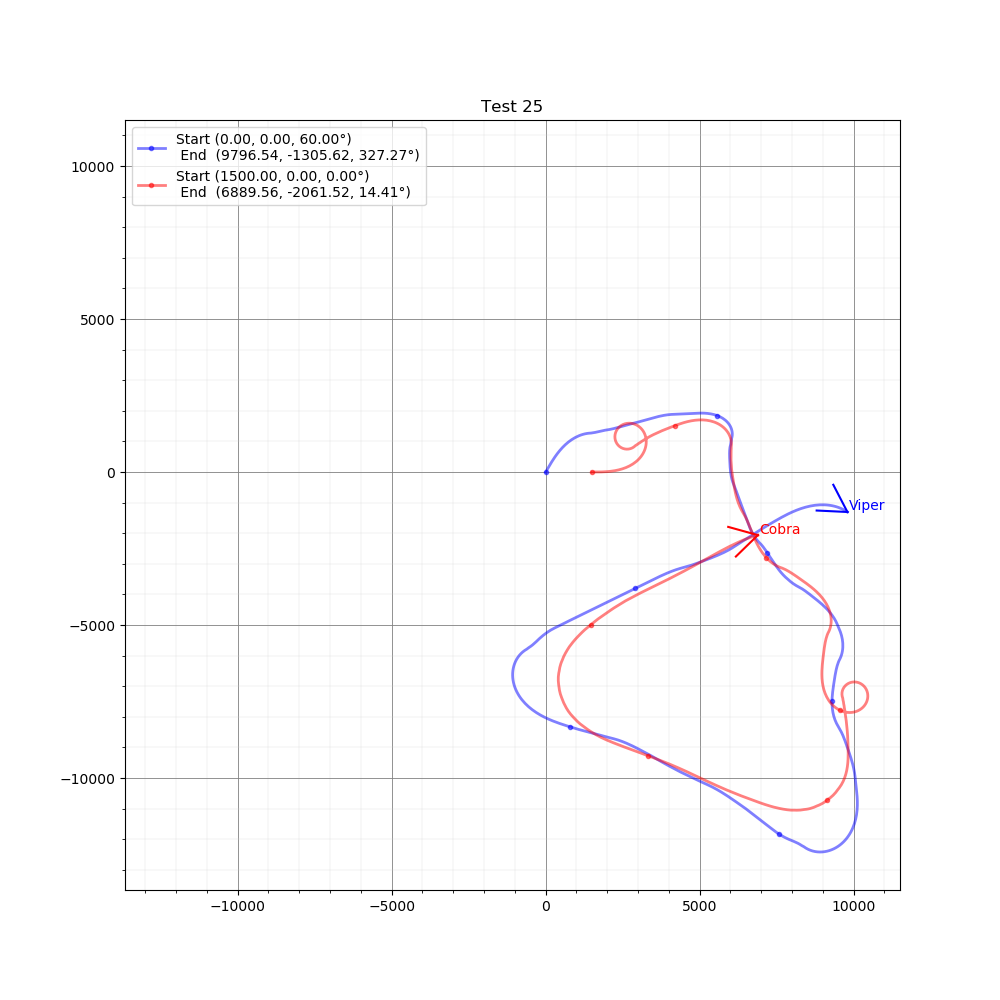 Test 25
Start (0.00, 0.00, 60.00°)
End (9796.54, -1305.62, 327.27°)
Start (1500.00, 0.00, 0.00°)
End (6889.56, -2061.52, 14.41°)
10000
5000
0
−5000
−10000
Viper
Cobra
−10000
−5000
0
5000
10000